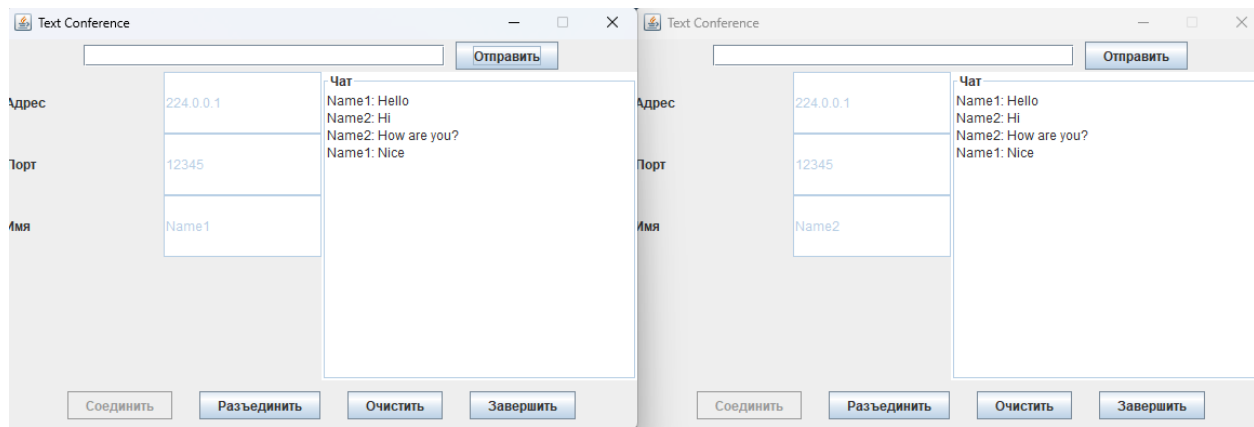 Text Conference
Отправить
Адрес
224.0.0.1
Порт
12345
Имя
Name1
Чат
Name1: Hello
Name2: Hi
Name2: How are you?
Name1: Nice
Соединить Разъединить Очистить Завершить
Text Conference
Отправить
Адрес
224.0.0.1
Порт
12345
Имя
Name2
Чат
Name1: Hello
Name2: Hi
Name2: How are you?
Name1: Nice
Соединить Разъединить Очистить Завершить